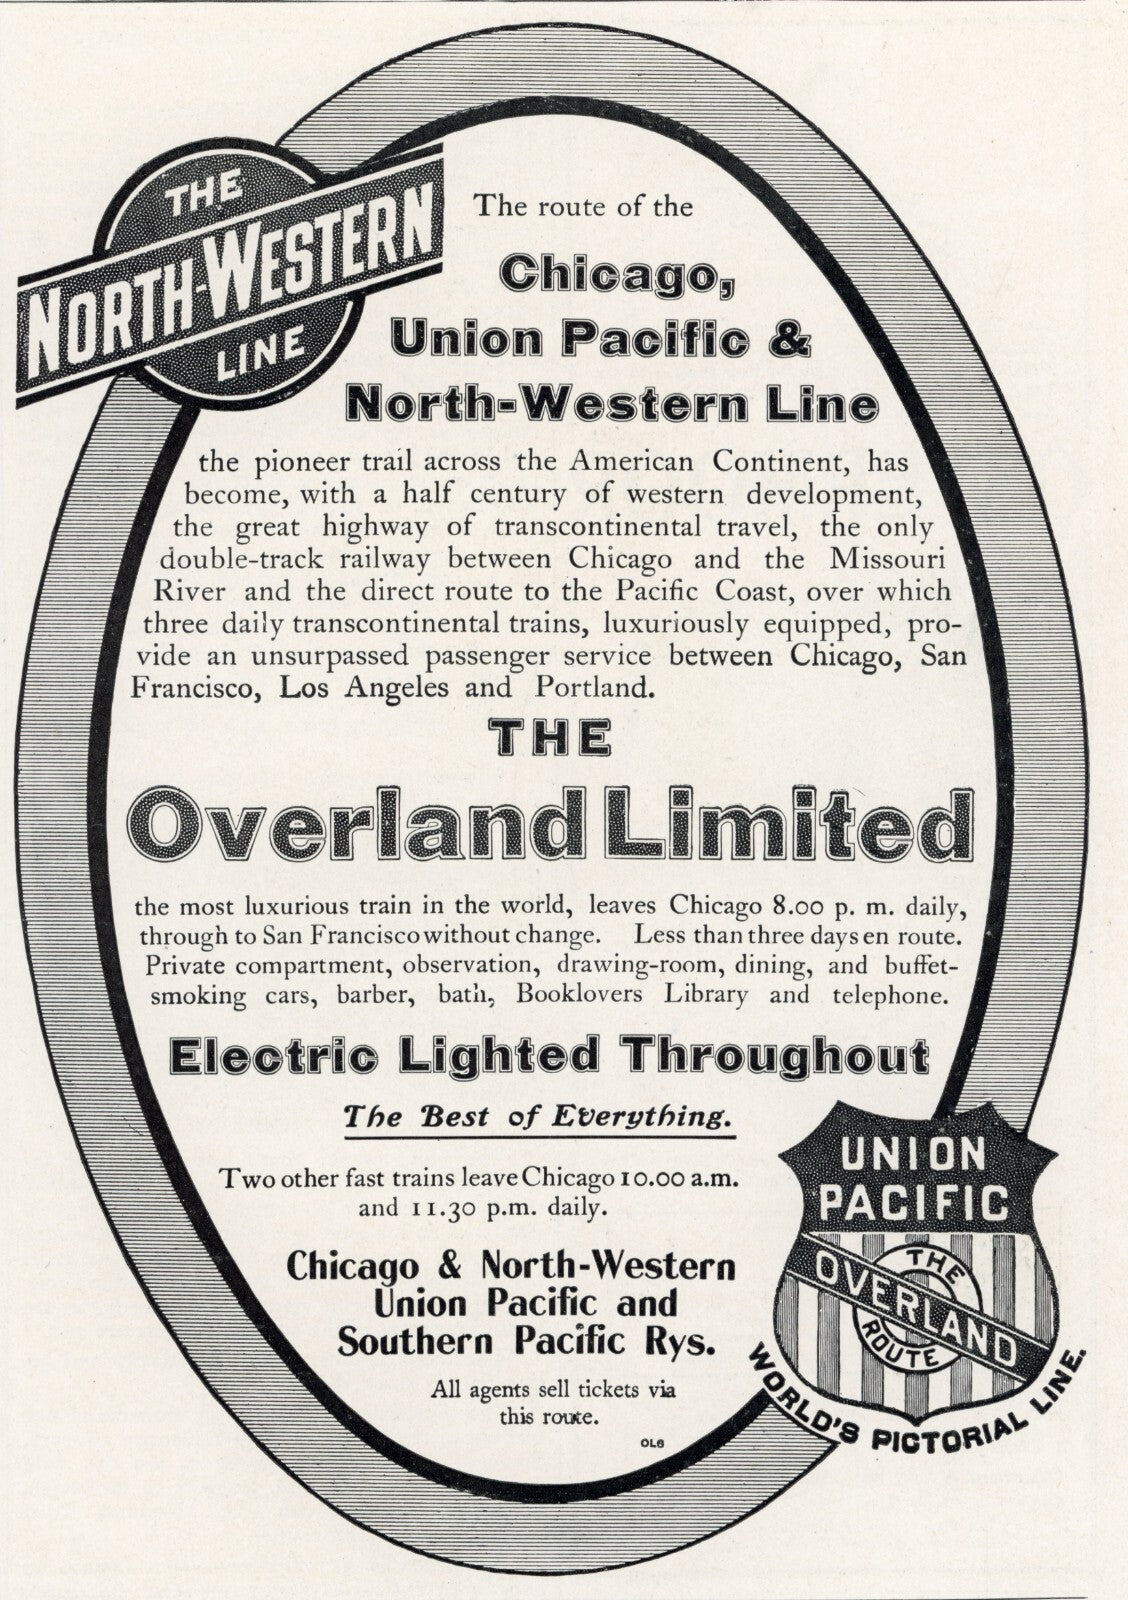 THE
NORTH-WESTERN
LINE
The route of the
Chicago,
Union Pacific &
North-Western Line
the pioneer trail across the American Continent, has
become, with a half century of western development,
the great highway of transcontinental travel, the only
double-track railway between Chicago and the Missouri
River and the direct route to the Pacific Coast, over which
three daily transcontinental trains, luxuriously equipped, pro-
vide an unsurpassed passenger service between Chicago, San
Francisco, Los Angeles and Portland.
THE
Overland Limited
the most luxurious train in the world, leaves Chicago 8.00 p. m. daily,
through to San Francisco without change. Less than three days en route.
Private compartment, observation, drawing-room, dining, and buffet-
smoking cars, barber, bath, Booklovers Library and telephone.
Electric Lighted Throughout
The Best of Everything.
Two other fast trains leave Chicago 10.00 a.m.
and 11.30 p.m. daily.
Chicago & North-Western
Union Pacific and
Southern Pacific Rys.
All agents sell tickets via
this route.
OL6
UNION
PACIFIC
THE
OVERLAND
ROUTE
WORLD'S PICTORIAL LINE.